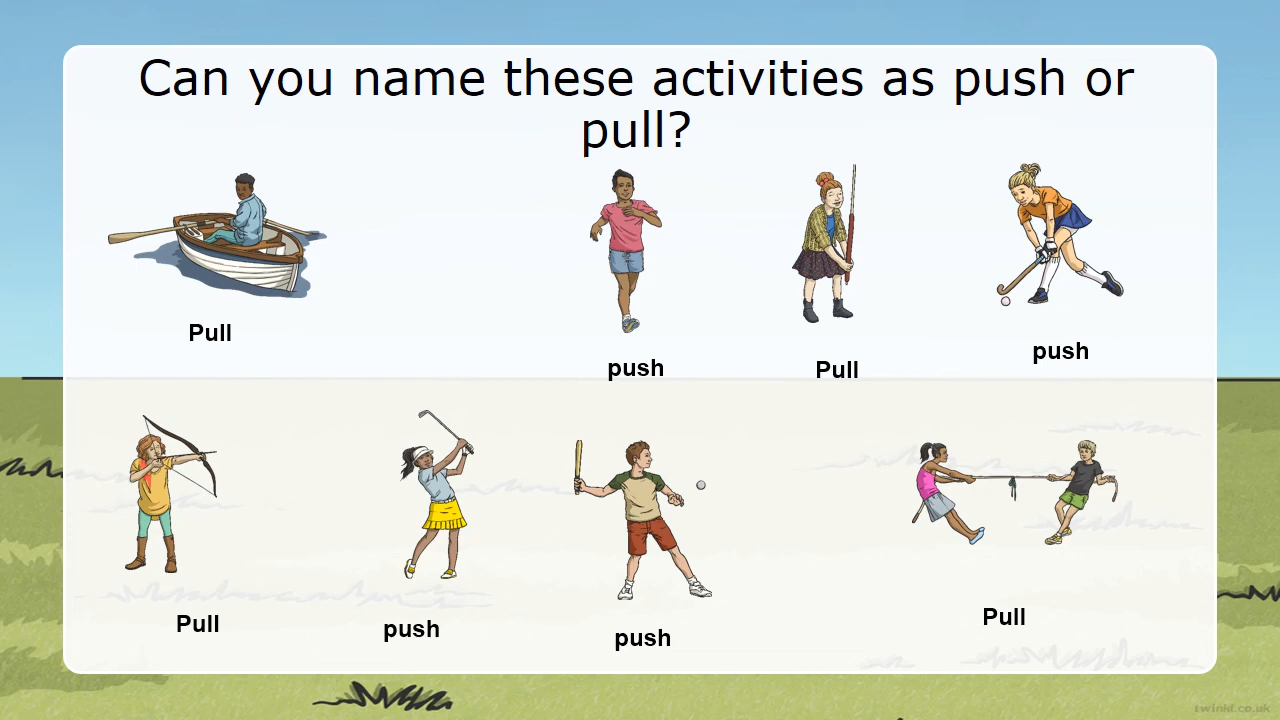 Can you name these activities as push or
pull?
Pull
push
Pull
push
Pull
push
push
Pull
twinkl.co.uk